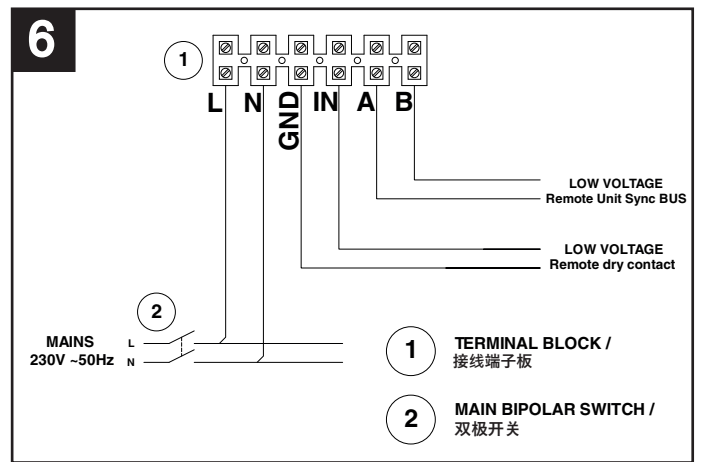 6
1
L N GND IN A B
LOW VOLTAGE
Remote Unit Sync BUS
LOW VOLTAGE
Remote dry contact
2
MAINS
230V ~50Hz
L
N
1
TERMINAL BLOCK /
接线端子板
2
MAIN BIPOLAR SWITCH /
双极开关